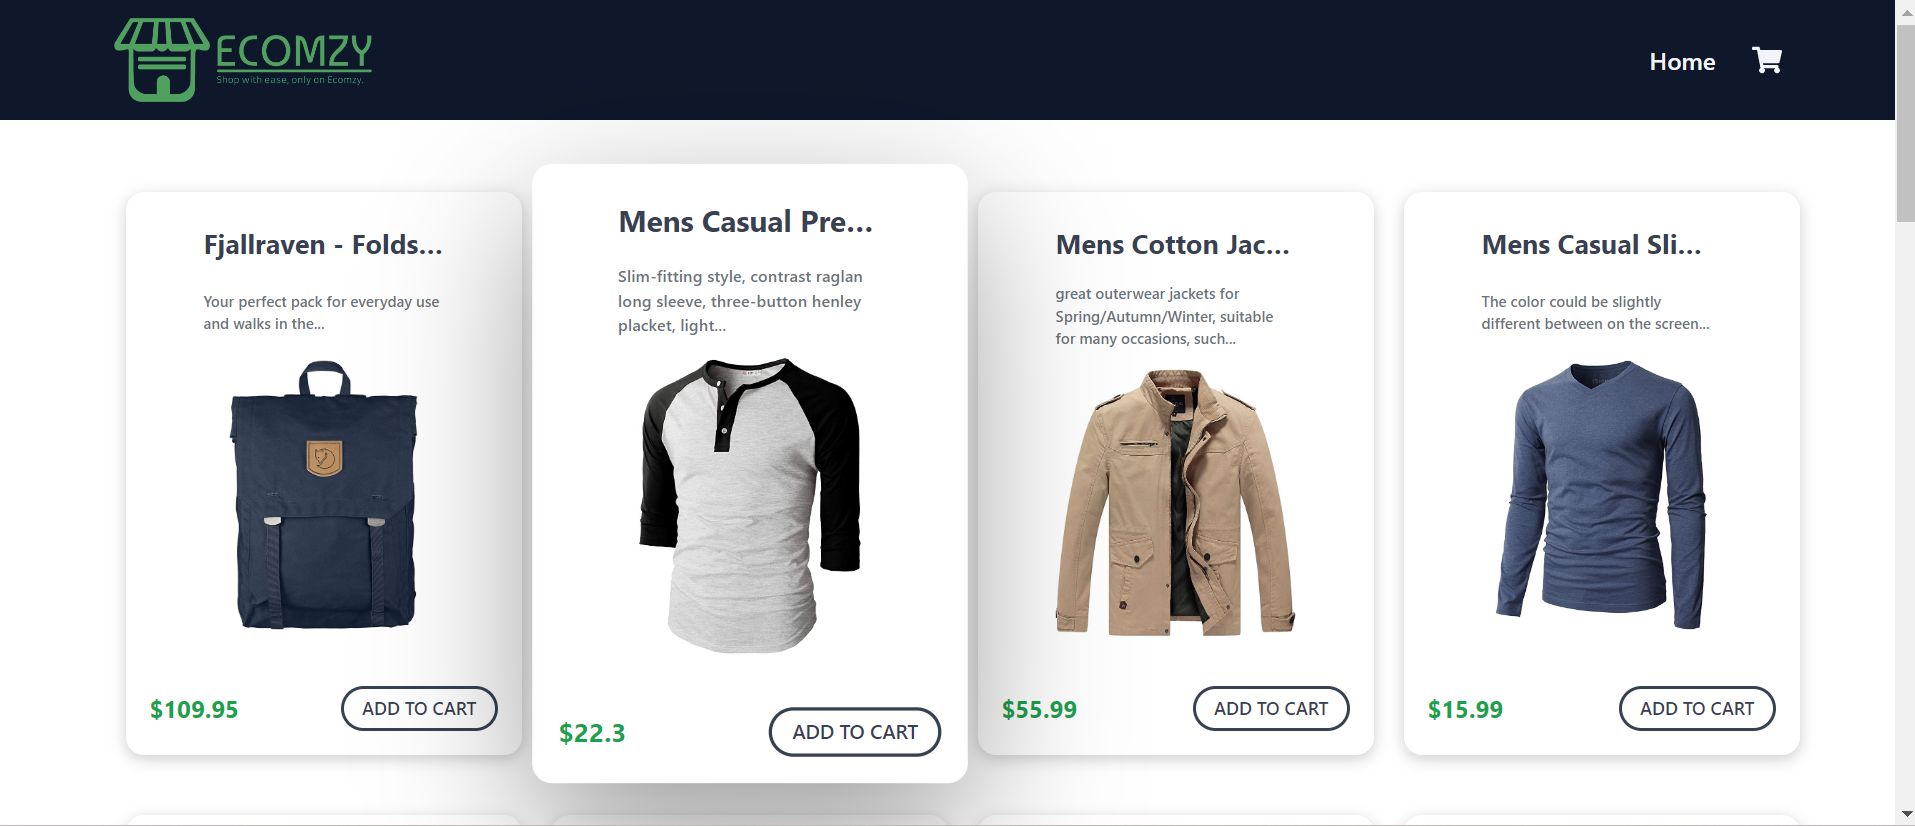 ECOMZY
Shop with ease, only on Ecomzy.
Home
Fjallraven - Folds...
Your perfect pack for everyday use
and walks in the...
$109.95
ADD TO CART
Mens Casual Pre...
Slim-fitting style, contrast raglan
long sleeve, three-button henley
placket, light...
$22.3
ADD TO CART
Mens Cotton Jac...
great outerwear jackets for
Spring/Autumn/Winter, suitable
for many occasions, such...
$55.99
ADD TO CART
Mens Casual Sli...
The color could be slightly
different between on the screen...
$15.99
ADD TO CART